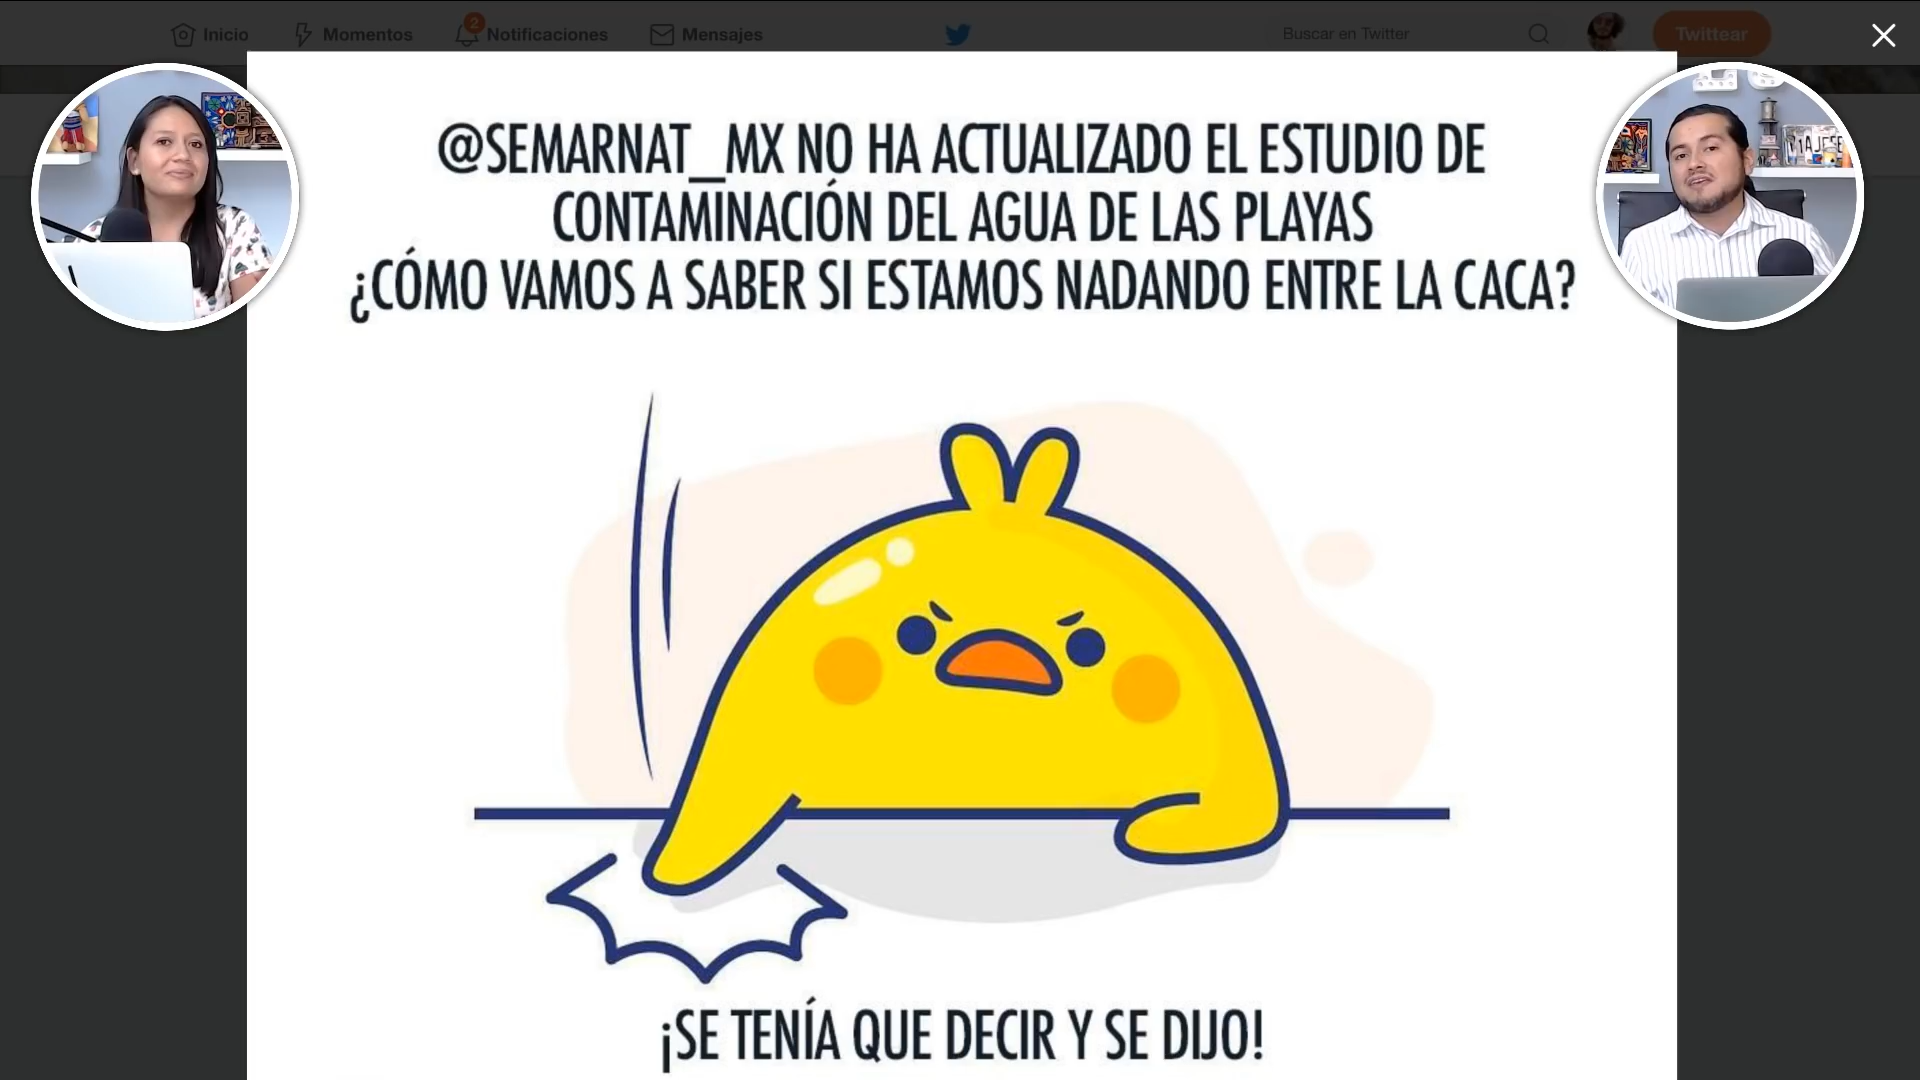 Inicio
Momentos
2
Notificaciones
Mensajes
Buscar en Twitter
Twittear
@SEMARNAT_MX NO HA ACTUALIZADO EL ESTUDIO DE
CONTAMINACIÓN DEL AGUA DE LAS PLAYAS
¿CÓMO VAMOS A SABER SI ESTAMOS NADANDO ENTRE LA CACA?
¡SE TENÍA QUE DECIR Y SE DIJO!